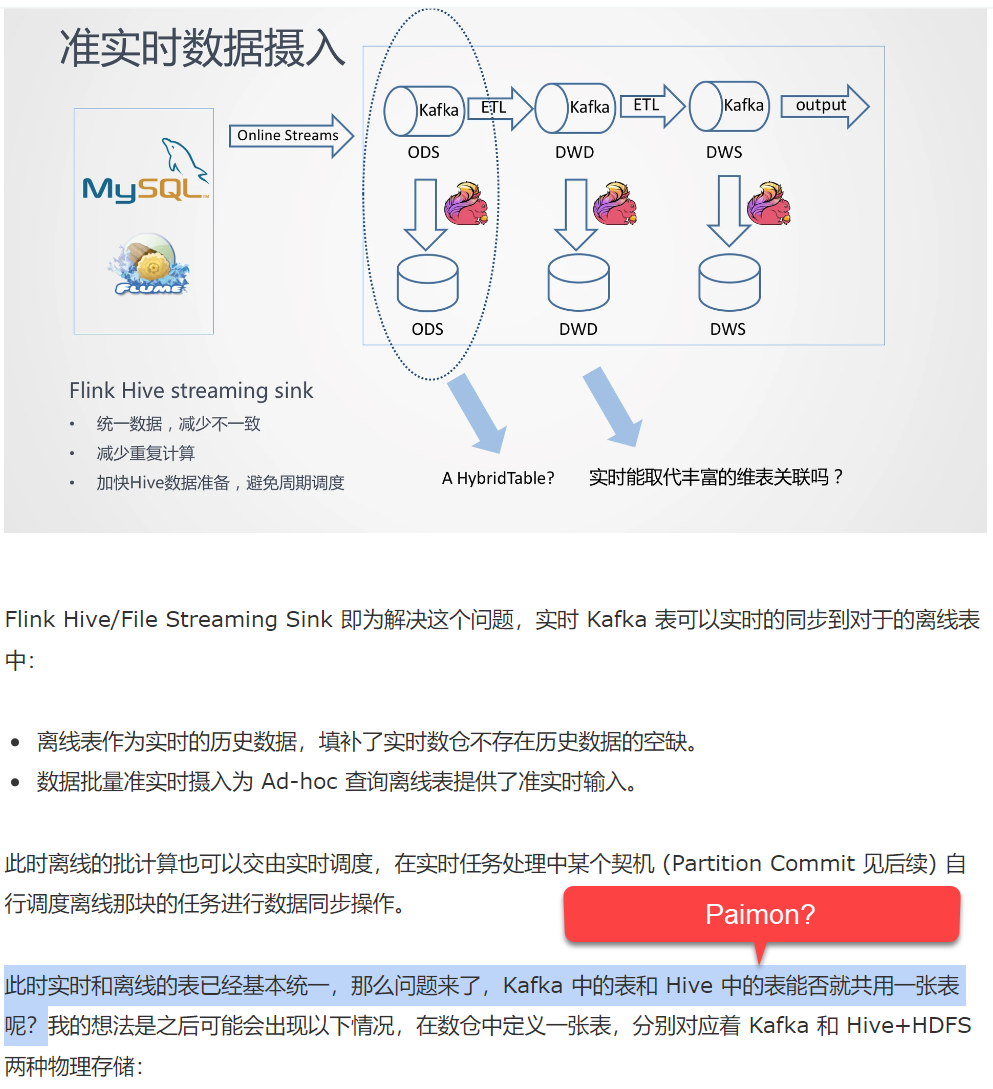 准实时数据摄入
MySQL
FLUME
Online Streams
Kafka
ETL
Kafka
ETL
Kafka
output
ODS
DWD
DWS
ODS
DWD
DWS
Flink Hive streaming sink
• 统一数据，减少不一致
• 减少重复计算
• 加快Hive数据准备，避免周期调度
A HybridTable?
实时能取代丰富的维表关联吗？
Flink Hive/File Streaming Sink 即为解决这个问题，实时 Kafka 表可以实时的同步到对于的离线表
中：
• 离线表作为实时的历史数据，填补了实时数仓不存在历史数据的空缺。
• 数据批量准实时摄入为 Ad-hoc 查询离线表提供了准实时输入。
此时离线的批计算也可以交由实时调度，在实时任务处理中某个契机 (Partition Commit 见后续) 自
行调度离线那块的任务进行数据同步操作。
Paimon?
此时实时和离线的表已经基本统一，那么问题来了，Kafka 中的表和 Hive 中的表能否就共用一张表
呢？我的想法是之后可能会出现以下情况，在数仓中定义一张表，分别对应着 Kafka 和 Hive+HDFS
两种物理存储：